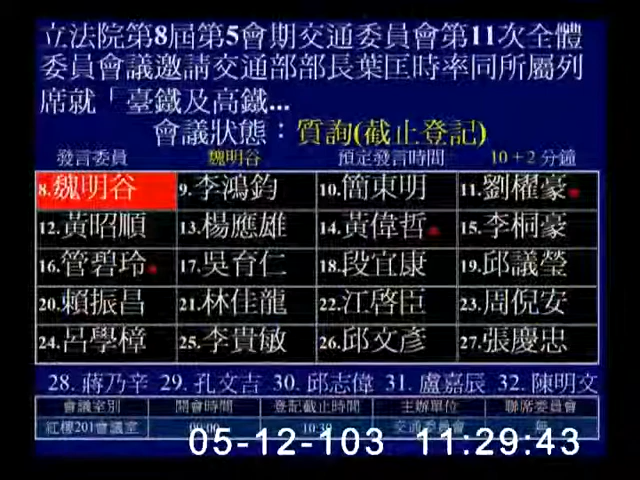 立法院第8屆第5會期交通委員會第11次全體
委員會議邀請交通部部長葉匡時率同所屬列
席就「臺鐵及高鐵...
會議狀態：質詢(截止登記)
發言委員 魏明谷 預定發言時間 10＋2 分鐘
8.魏明谷 9.李鴻鈞 10.簡東明 11.劉櫂豪
12.黃昭順 13.楊應雄 14.黃偉哲 15.李桐豪
16.管碧玲 17.吳育仁 18.段宜康 19.邱議瑩
20.賴振昌 21.林佳龍 22.江啓臣 23.周倪安
24.呂學樟 25.李貴敏 26.邱文彥 27.張慶忠
28. 蔣乃辛 29. 孔文吉 30. 邱志偉 31. 盧嘉辰 32. 陳明文
會議室別 開會時間 登記截止時間 主辦單位 聯席委員會
紅樓201會議室 09:00 10:30 交通委員會 無
05-12-103 11:29:43